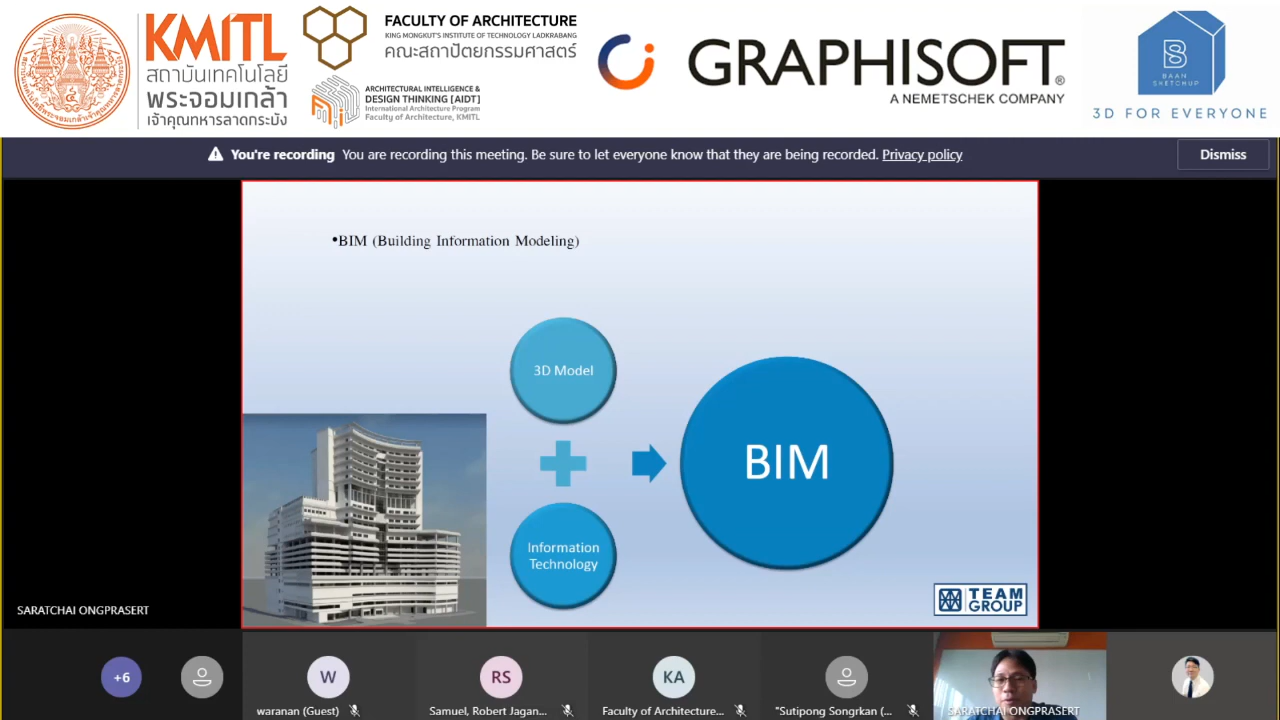 KMITL
สถาบันเทคโนโลยี
พระจอมเกล้า
เจ้าคุณทหารลาดกระบัง
FACULTY OF ARCHITECTURE
KING MONGKUT'S INSTITUTE OF TECHNOLOGY LADKRABANG
คณะสถาปัตยกรรมศาสตร์
ARCHITECTURAL INTELLIGENCE &
DESIGN THINKING [AIDT]
International Architecture Program
Faculty of Architecture, KMITL
GRAPHISOFT®
A NEMETSCHEK COMPANY
B
BAAN
SKETCHUP
3D FOR EVERYONE
You're recording You are recording this meeting. Be sure to let everyone know that they are being recorded. Privacy policy
Dismiss
•BIM (Building Information Modeling)
3D Model
BIM
Information
Technology
TEAM
GROUP
SARATCHAI ONGPRASERT
+6
W
waranan (Guest)
RS
Samuel, Robert Jagan...
KA
Faculty of Architecture...
"Sutipong Songrkan (...
SARATCHAI ONGPRASERT